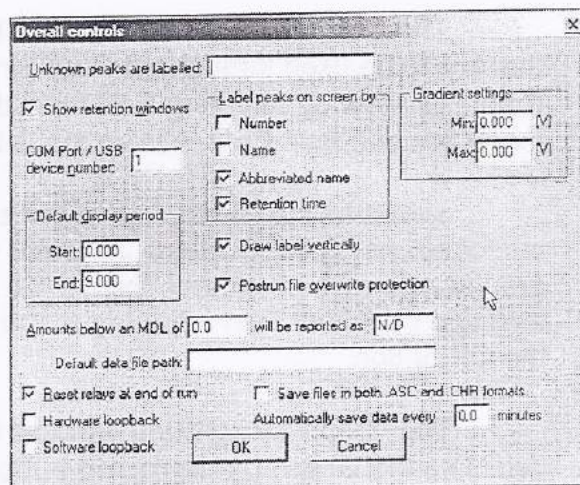 Overall controls
Unknown peaks are labelled:
Show retention windows
COM Port / USB device number: 1
Label peaks on screen by
Number
Name
Abbreviated name
Retention time
Gradient settings
Min: 0.000 [V]
Max: 0.000 [V]
Default display period
Start: 0.000
End: 9.000
Draw label vertically
Postrun file overwrite protection
Amounts below an MDL of 0.0 will be reported as: N/D
Default data file path:
Reset relays at end of run
Save files in both .ASC and .CHR formats
Hardware loopback
Automatically save data every 0.0 minutes
Software loopback
OK
Cancel